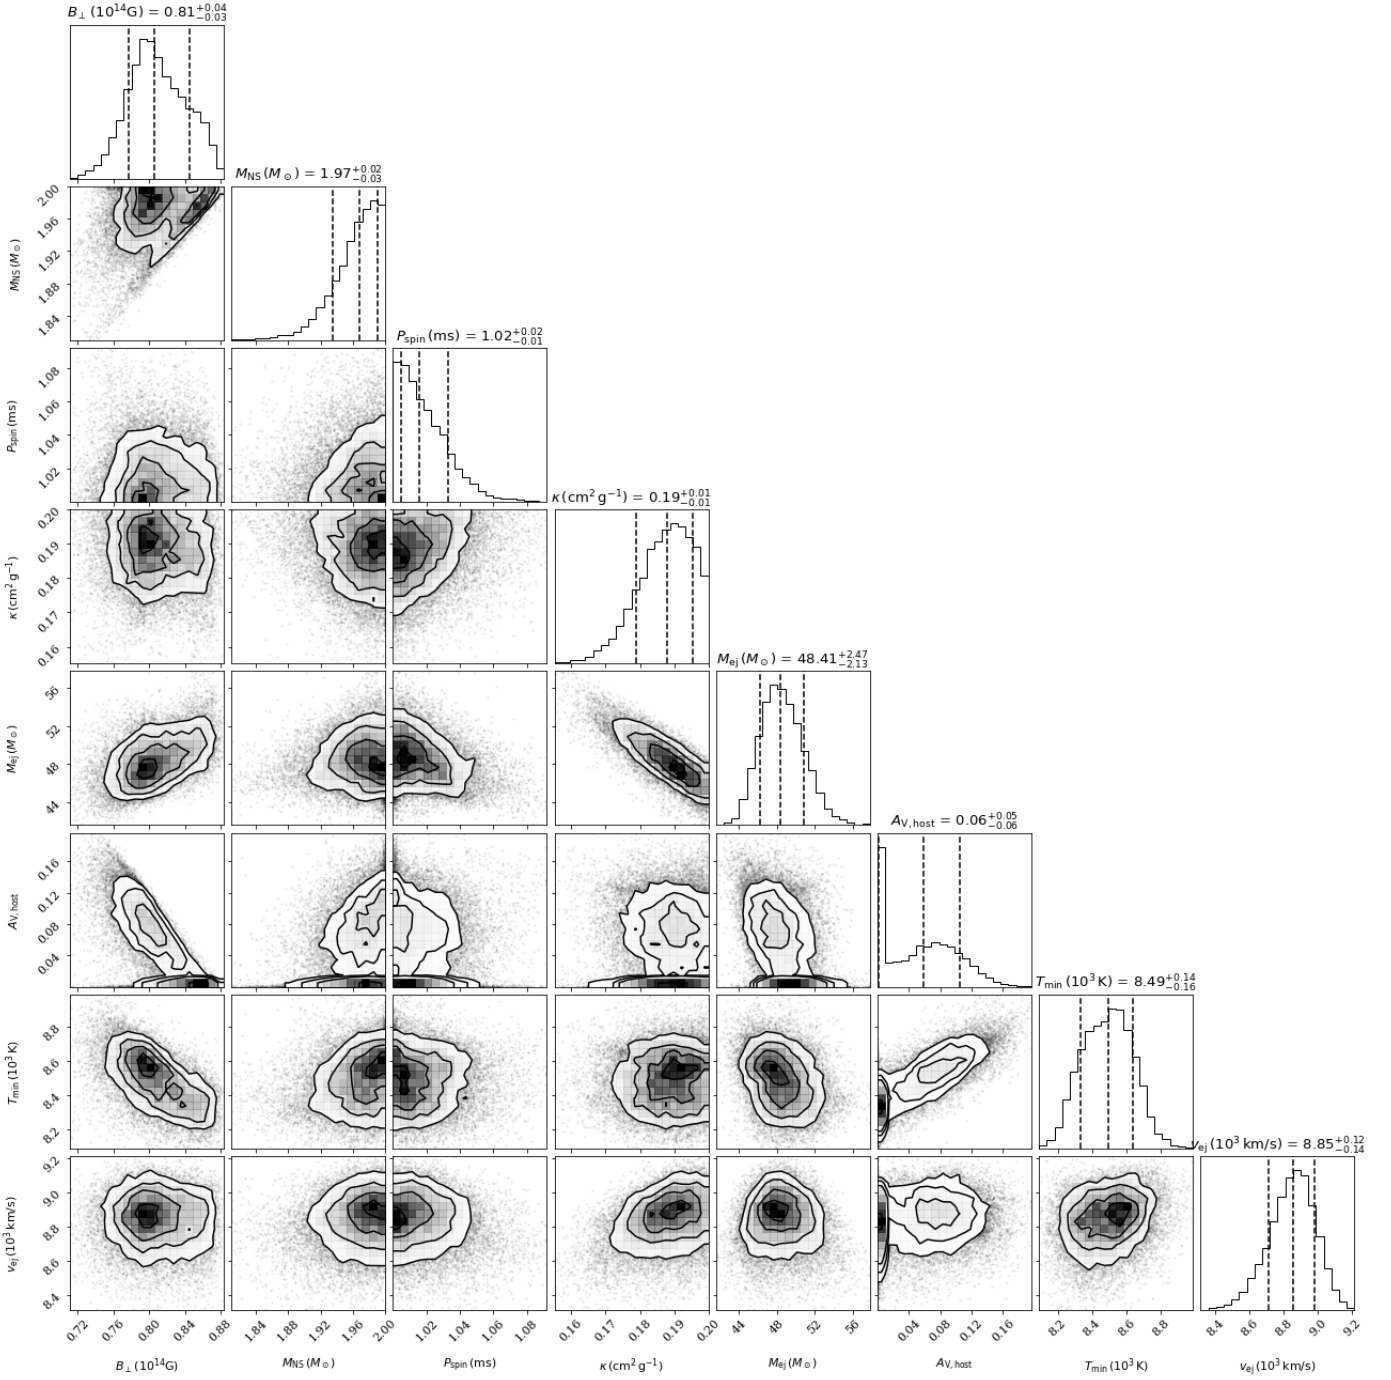 B⊥ (10¹⁴G) = 0.81+0.04−0.03
MNS (M⊙) = 1.97+0.02−0.03
2.00
1.96
1.92
1.88
1.84
MNS (M⊙)
Pspin (ms) = 1.02+0.02−0.01
1.08
1.06
1.04
1.02
Pspin (ms)
κ (cm² g⁻¹) = 0.19+0.01−0.01
0.20
0.19
0.18
0.17
0.16
κ (cm² g⁻¹)
Mej (M⊙) = 48.41+2.47−2.13
56
52
48
44
Mej (M⊙)
AV,host = 0.06+0.05−0.06
0.16
0.12
0.08
0.04
AV,host
Tmin (10³ K) = 8.49+0.14−0.16
8.8
8.6
8.4
8.2
Tmin (10³ K)
vej (10³ km/s) = 8.85+0.12−0.14
9.2
9.0
8.8
8.6
8.4
vej (10³ km/s)
0.72 0.76 0.80 0.84 0.88 1.84 1.88 1.92 1.96 2.00 1.02 1.04 1.06 1.08 0.16 0.17 0.18 0.19 0.20 44 48 52 56 0.04 0.08 0.12 0.16 8.2 8.4 8.6 8.8 8.4 8.6 8.8 9.0 9.2
B⊥ (10¹⁴G) MNS (M⊙) Pspin (ms) κ (cm² g⁻¹) Mej (M⊙) AV,host Tmin (10³ K) vej (10³ km/s)